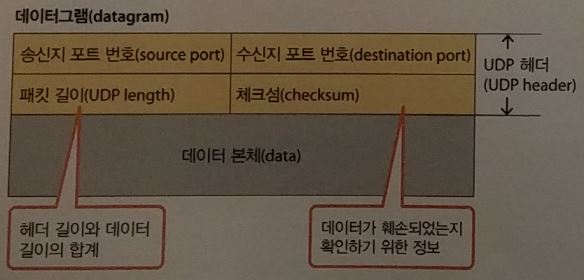 데이터그램(datagram)
송신지 포트 번호(source port)
수신지 포트 번호(destination port)
UDP 헤더
(UDP header)
패킷 길이(UDP length)
체크섬(checksum)
데이터 본체(data)
헤더 길이와 데이터
길이의 합계
데이터가 훼손되었는지
확인하기 위한 정보